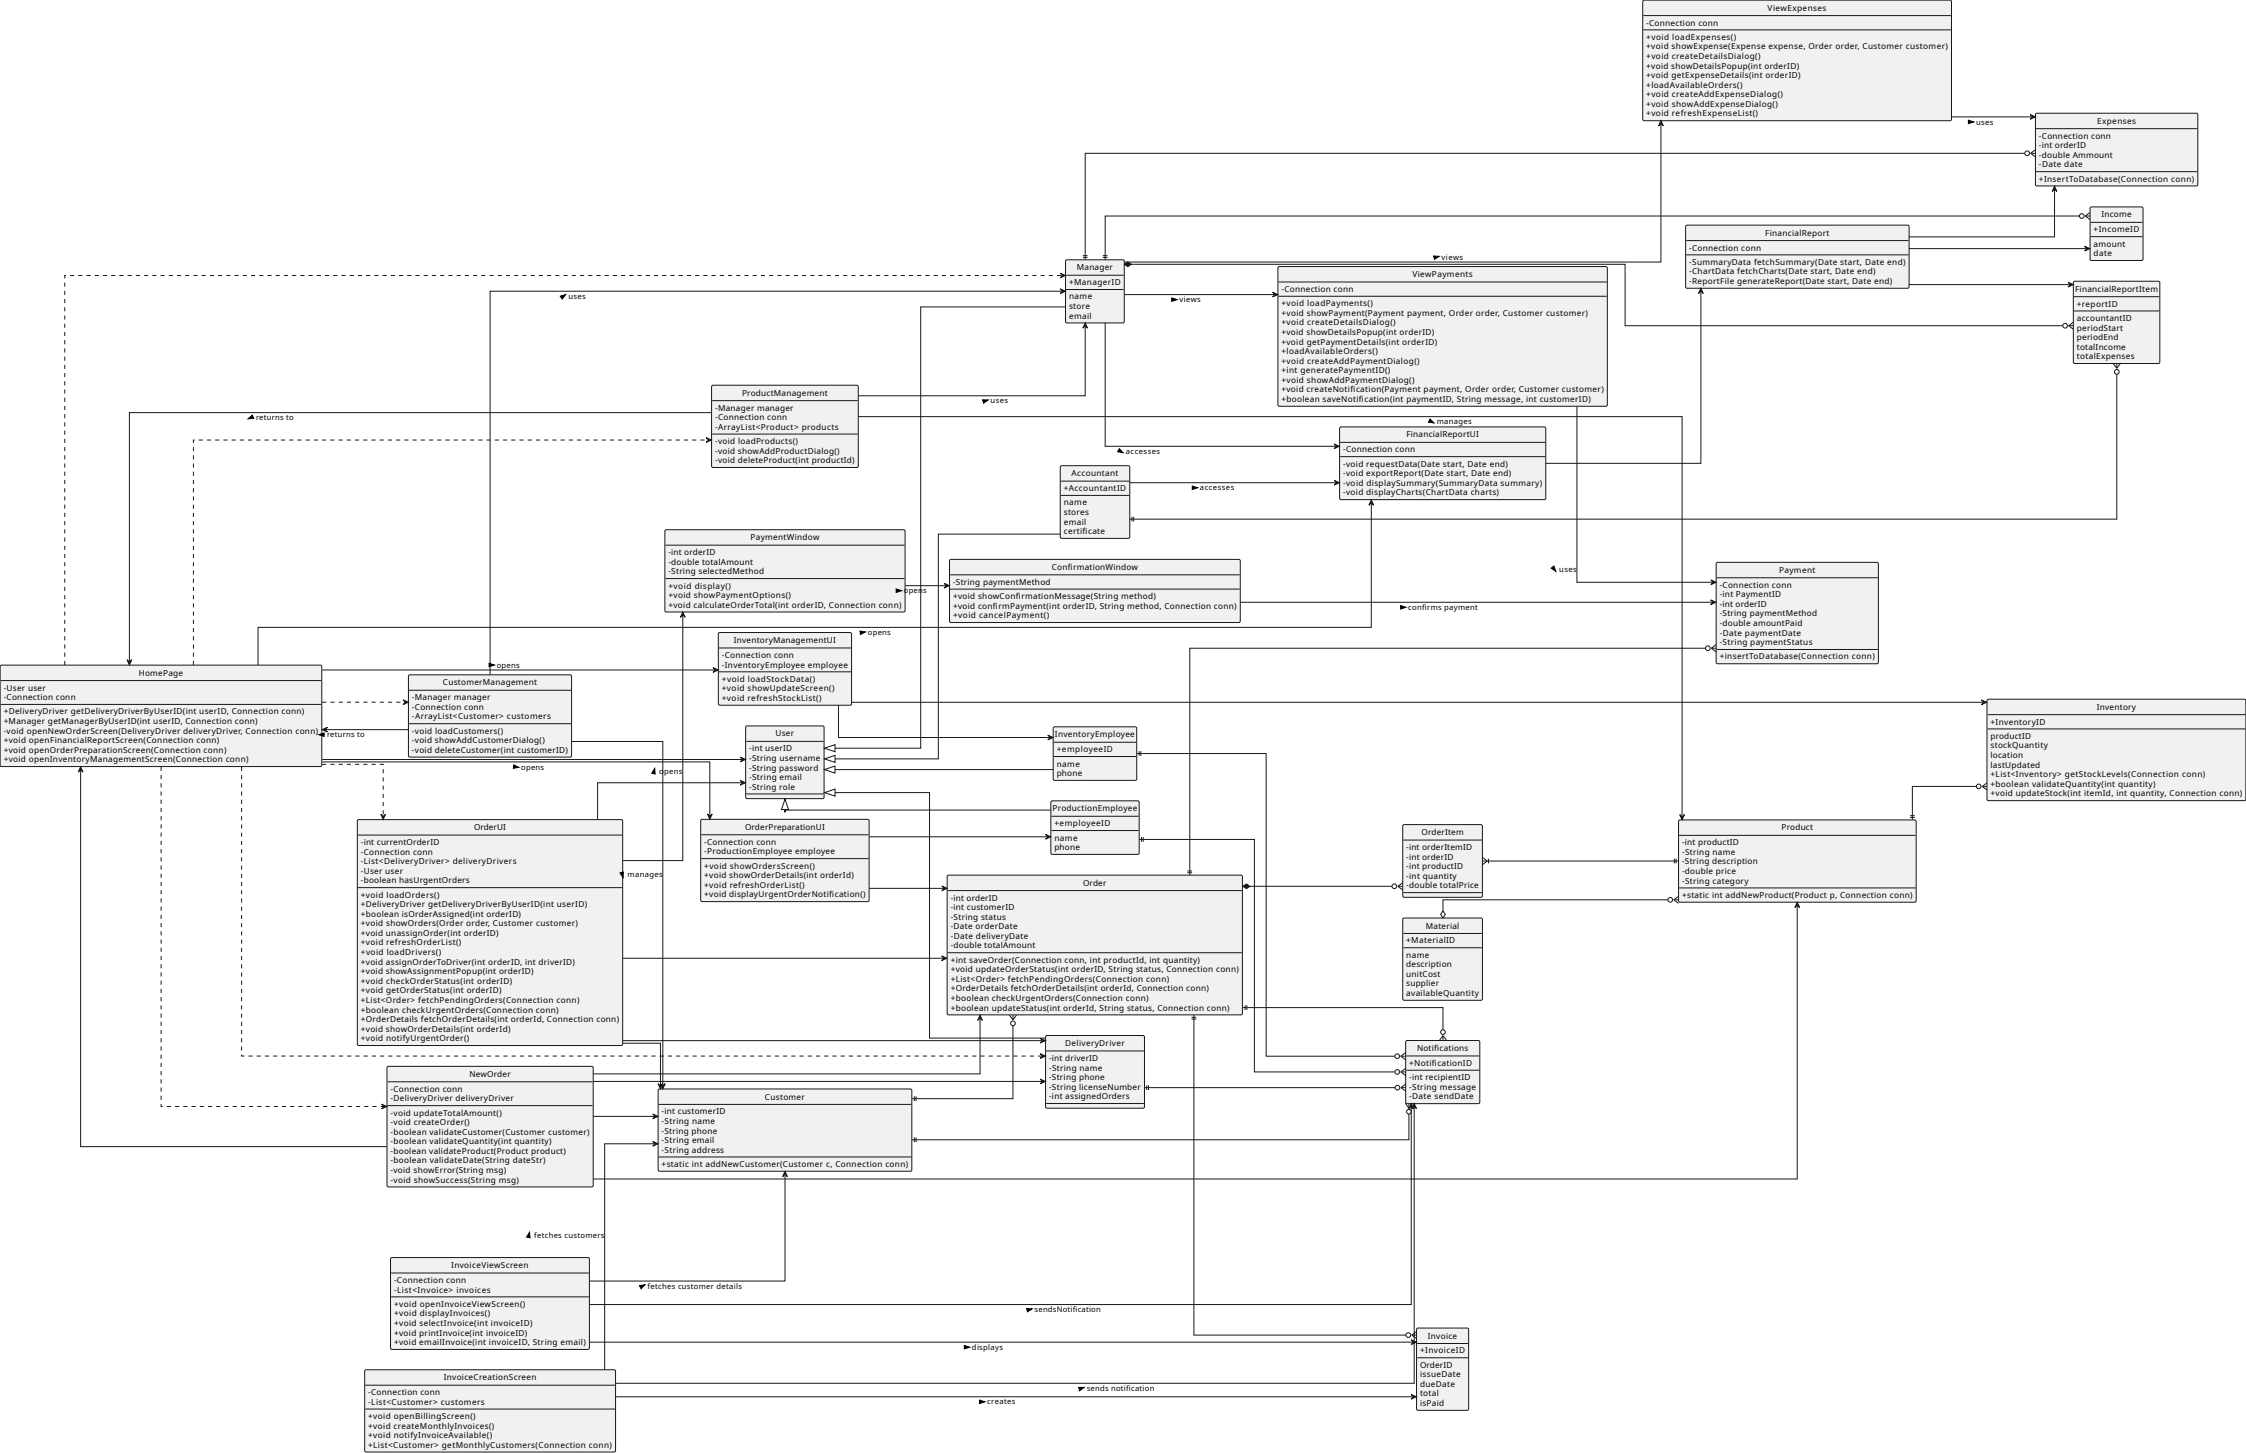 ViewExpenses
-Connection conn
+void loadExpenses()
+void showExpense(Expense expense, Order order, Customer customer)
+void createDetailsDialog()
+void showDetailsPopup(int orderID)
+void getExpenseDetails(int orderID)
+loadAvailableOrders()
+void createAddExpenseDialog()
+void showAddExpenseDialog()
+void refreshExpenseList()
uses
Expenses
-Connection conn
-int orderID
-double Ammount
-Date date
+InsertToDatabase(Connection conn)
Income
+IncomeID
amount
date
FinancialReport
-Connection conn
-SummaryData fetchSummary(Date start, Date end)
-ChartData fetchCharts(Date start, Date end)
-ReportFile generateReport(Date start, Date end)
FinancialReportItem
+reportID
accountantID
periodStart
periodEnd
totalIncome
totalExpenses
Manager
+ManagerID
name
store
email
views
views
uses
ViewPayments
-Connection conn
+void loadPayments()
+void showPayment(Payment payment, Order order, Customer customer)
+void createDetailsDialog()
+void showDetailsPopup(int orderID)
+void getPaymentDetails(int orderID)
+loadAvailableOrders()
+void createAddPaymentDialog()
+int generatePaymentID()
+void showAddPaymentDialog()
+void createNotification(Payment payment, Order order, Customer customer)
+boolean saveNotification(int paymentID, String message, int customerID)
ProductManagement
-Manager manager
-Connection conn
-ArrayList<Product> products
-void loadProducts()
-void showAddProductDialog()
-void deleteProduct(int productId)
uses
returns to
manages
accesses
FinancialReportUI
-Connection conn
-void requestData(Date start, Date end)
-void exportReport(Date start, Date end)
-void displaySummary(SummaryData summary)
-void displayCharts(ChartData charts)
Accountant
+AccountantID
name
stores
email
certificate
accesses
PaymentWindow
-int orderID
-double totalAmount
-String selectedMethod
+void display()
+void showPaymentOptions()
+void calculateOrderTotal(int orderID, Connection conn)
opens
ConfirmationWindow
-String paymentMethod
+void showConfirmationMessage(String method)
+void confirmPayment(int orderID, String method, Connection conn)
+void cancelPayment()
confirms payment
uses
Payment
-Connection conn
-int PaymentID
-int orderID
-String paymentMethod
-double amountPaid
-Date paymentDate
-String paymentStatus
+insertToDatabase(Connection conn)
opens
InventoryManagementUI
-Connection conn
-InventoryEmployee employee
+void loadStockData()
+void showUpdateScreen()
+void refreshStockList()
opens
HomePage
-User user
-Connection conn
+DeliveryDriver getDeliveryDriverByUserID(int userID, Connection conn)
+Manager getManagerByUserID(int userID, Connection conn)
-void openNewOrderScreen(DeliveryDriver deliveryDriver, Connection conn)
+void openFinancialReportScreen(Connection conn)
+void openOrderPreparationScreen(Connection conn)
+void openInventoryManagementScreen(Connection conn)
CustomerManagement
-Manager manager
-Connection conn
-ArrayList<Customer> customers
-void loadCustomers()
-void showAddCustomerDialog()
-void deleteCustomer(int customerID)
returns to
opens
opens
User
-int userID
-String username
-String password
-String email
-String role
InventoryEmployee
+employeeID
name
phone
Inventory
+InventoryID
productID
stockQuantity
location
lastUpdated
+List<Inventory> getStockLevels(Connection conn)
+boolean validateQuantity(int quantity)
+void updateStock(int itemId, int quantity, Connection conn)
ProductionEmployee
+employeeID
name
phone
OrderUI
-int currentOrderID
-Connection conn
-List<DeliveryDriver> deliveryDrivers
-User user
-boolean hasUrgentOrders
+void loadOrders()
+DeliveryDriver getDeliveryDriverByUserID(int userID)
+boolean isOrderAssigned(int orderID)
+void showOrders(Order order, Customer customer)
+void unassignOrder(int orderID)
+void refreshOrderList()
+void loadDrivers()
+void assignOrderToDriver(int orderID, int driverID)
+void showAssignmentPopup(int orderID)
+void checkOrderStatus(int orderID)
+void getOrderStatus(int orderID)
+List<Order> fetchPendingOrders(Connection conn)
+boolean checkUrgentOrders(Connection conn)
+OrderDetails fetchOrderDetails(int orderId, Connection conn)
+void showOrderDetails(int orderId)
+void notifyUrgentOrder()
manages
OrderPreparationUI
-Connection conn
-ProductionEmployee employee
+void showOrdersScreen()
+void showOrderDetails(int orderId)
+void refreshOrderList()
+void displayUrgentOrderNotification()
Order
-int orderID
-int customerID
-String status
-Date orderDate
-Date deliveryDate
-double totalAmount
+int saveOrder(Connection conn, int productId, int quantity)
+void updateOrderStatus(int orderID, String status, Connection conn)
+List<Order> fetchPendingOrders(Connection conn)
+OrderDetails fetchOrderDetails(int orderId, Connection conn)
+boolean checkUrgentOrders(Connection conn)
+boolean updateStatus(int orderId, String status, Connection conn)
OrderItem
-int orderItemID
-int orderID
-int productID
-int quantity
-double totalPrice
Product
-int productID
-String name
-String description
-double price
-String category
+static int addNewProduct(Product p, Connection conn)
Material
+MaterialID
name
description
unitCost
supplier
availableQuantity
DeliveryDriver
-int driverID
-String name
-String phone
-String licenseNumber
-int assignedOrders
Notifications
+NotificationID
-int recipientID
-String message
-Date sendDate
NewOrder
-Connection conn
-DeliveryDriver deliveryDriver
-void updateTotalAmount()
-void createOrder()
-boolean validateCustomer(Customer customer)
-boolean validateQuantity(int quantity)
-boolean validateProduct(Product product)
-boolean validateDate(String dateStr)
-void showError(String msg)
-void showSuccess(String msg)
Customer
-int customerID
-String name
-String phone
-String email
-String address
+static int addNewCustomer(Customer c, Connection conn)
fetches customers
InvoiceViewScreen
-Connection conn
-List<Invoice> invoices
+void openInvoiceViewScreen()
+void displayInvoices()
+void selectInvoice(int invoiceID)
+void printInvoice(int invoiceID)
+void emailInvoice(int invoiceID, String email)
fetches customer details
sendsNotification
displays
Invoice
+InvoiceID
OrderID
issueDate
dueDate
total
isPaid
InvoiceCreationScreen
-Connection conn
-List<Customer> customers
+void openBillingScreen()
+void createMonthlyInvoices()
+void notifyInvoiceAvailable()
+List<Customer> getMonthlyCustomers(Connection conn)
sends notification
creates